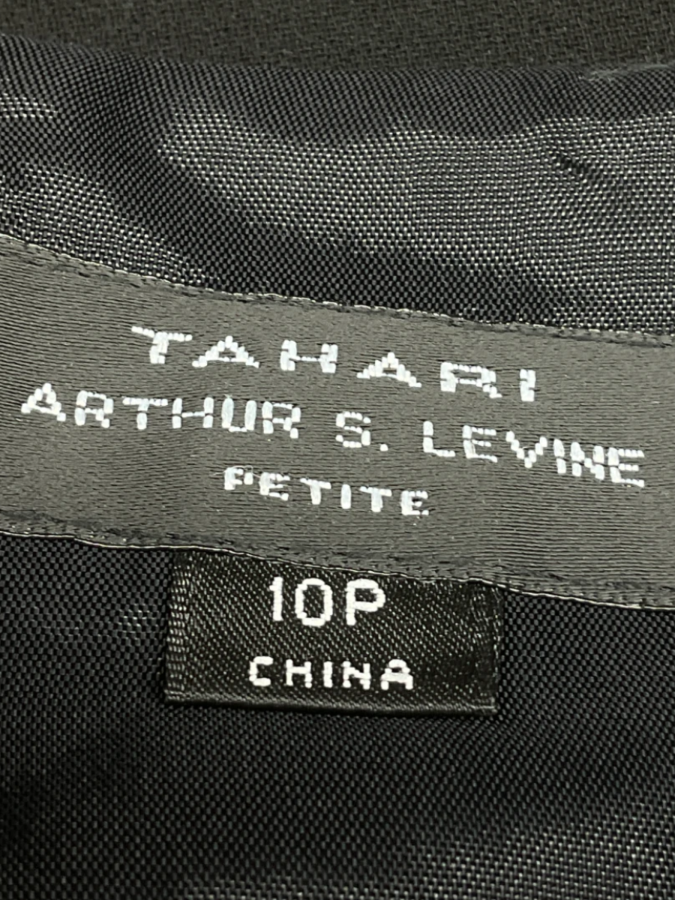 TAHARI
ARTHUR S. LEVINE
PETITE
10P
CHINA